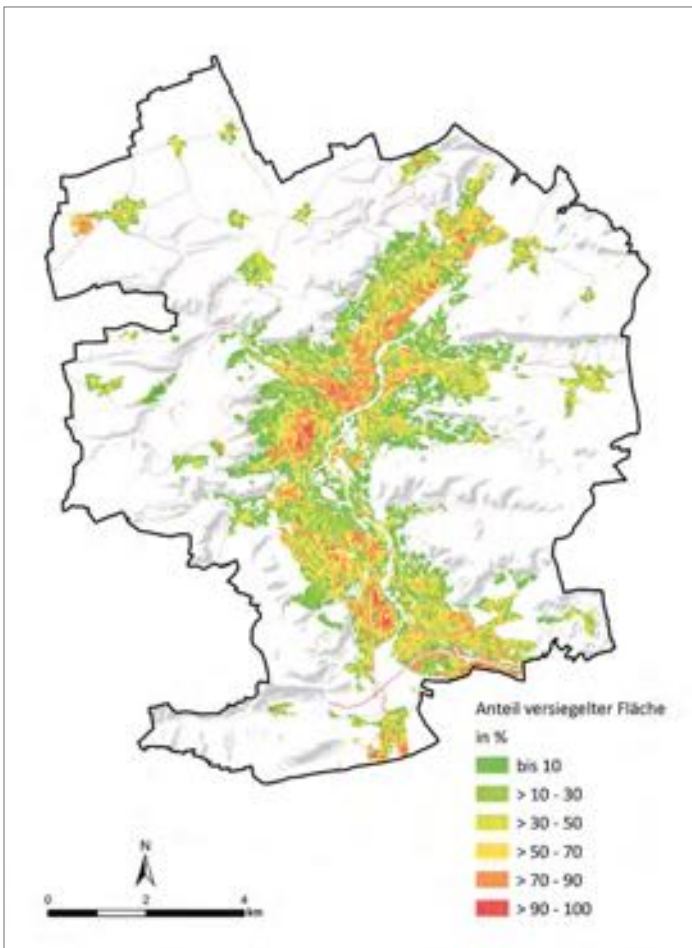 Anteil versiegelter Fläche
in %
bis 10
> 10 - 30
> 30 - 50
> 50 - 70
> 70 - 90
> 90 - 100
N
0 2 4
km